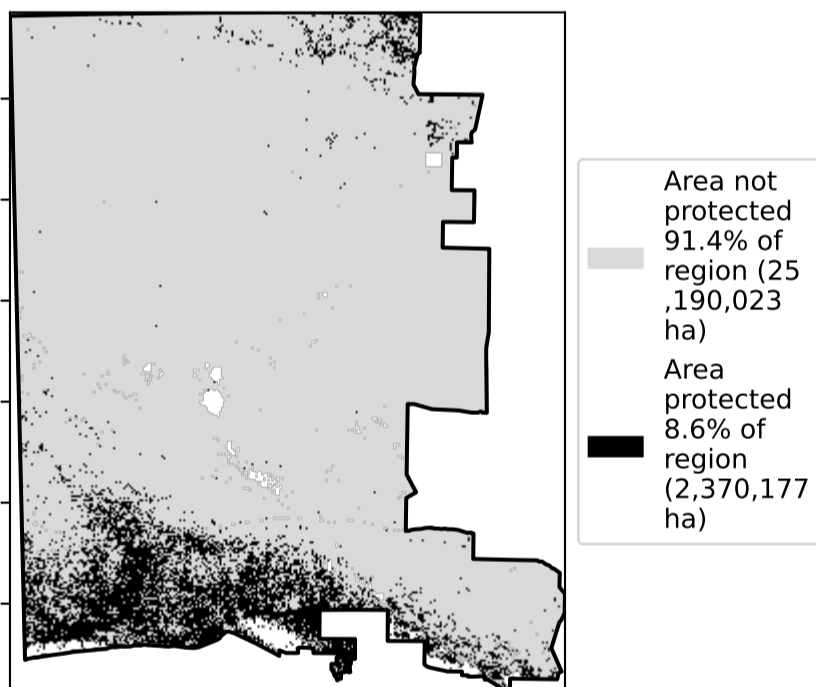 Area not
protected
91.4% of
region (25
,190,023
ha)
Area
protected
8.6% of
region
(2,370,177
ha)